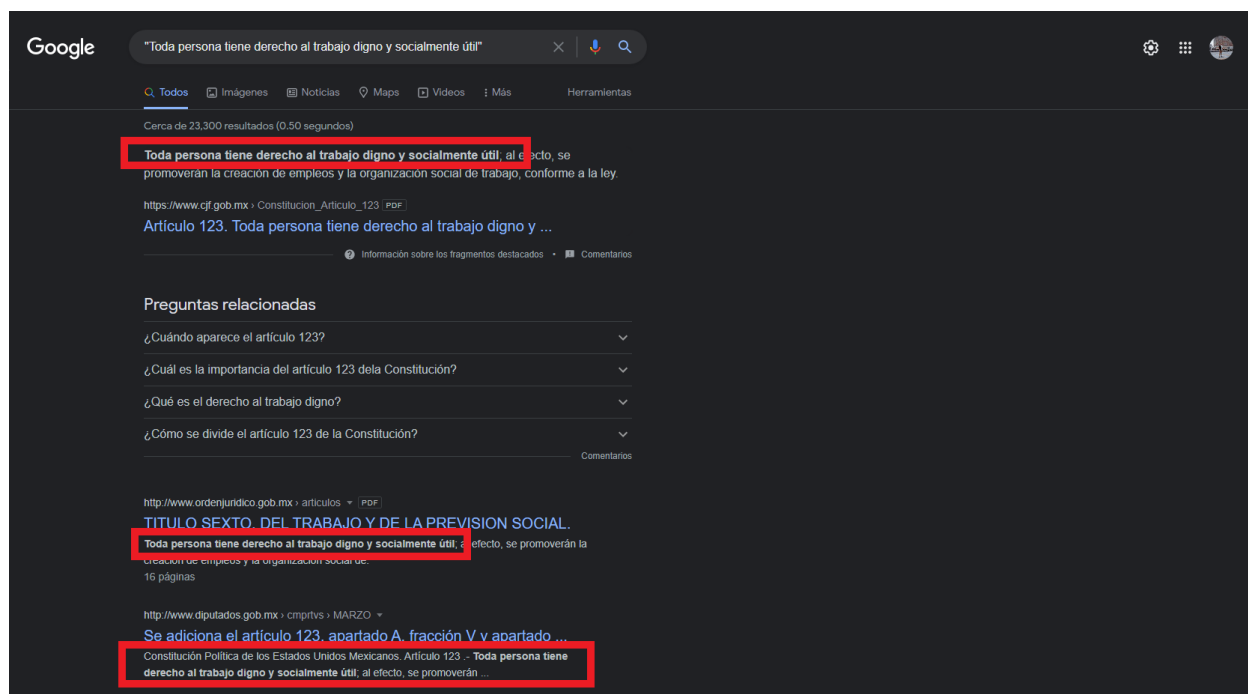 Google
"Toda persona tiene derecho al trabajo digno y socialmente útil"
Todos Imágenes Noticias Maps Videos Más Herramientas
Cerca de 23,300 resultados (0.50 segundos)
Toda persona tiene derecho al trabajo digno y socialmente útil; al efecto, se
promoverán la creación de empleos y la organización social de trabajo, conforme a la ley.
https://www.cjf.gob.mx › Constitucion_Articulo_123 PDF
Artículo 123. Toda persona tiene derecho al trabajo digno y ...
Información sobre los fragmentos destacados • Comentarios
Preguntas relacionadas
¿Cuándo aparece el artículo 123?
¿Cuál es la importancia del artículo 123 dela Constitución?
¿Qué es el derecho al trabajo digno?
¿Cómo se divide el artículo 123 de la Constitución?
Comentarios
http://www.ordenjuridico.gob.mx › articulos PDF
TITULO SEXTO. DEL TRABAJO Y DE LA PREVISION SOCIAL.
Toda persona tiene derecho al trabajo digno y socialmente útil; al efecto, se promoverán la
creación de empleos y la organización social de.
16 páginas
http://www.diputados.gob.mx › cmprtvs › MARZO
Se adiciona el artículo 123, apartado A, fracción V y apartado ...
Constitución Política de los Estados Unidos Mexicanos. Artículo 123 .- Toda persona tiene
derecho al trabajo digno y socialmente útil; al efecto, se promoverán ...